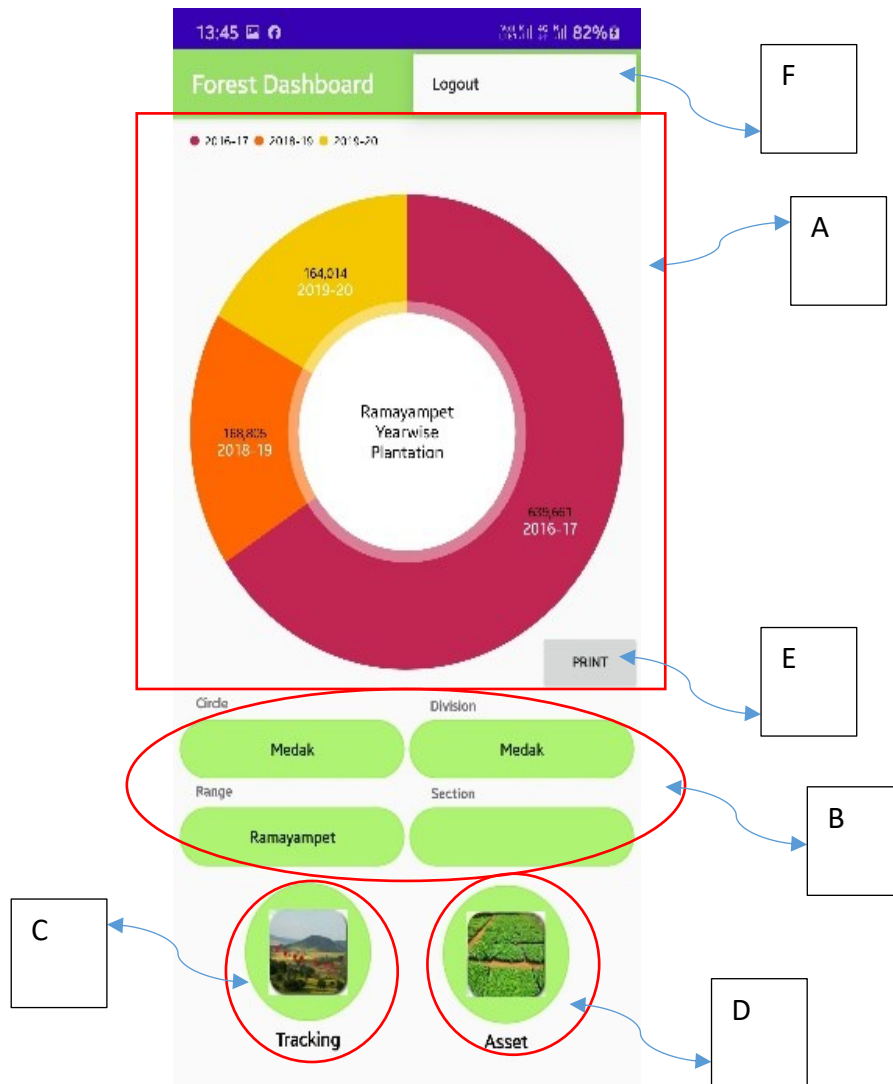 13:45
82%
F
Forest Dashboard
Logout
2016-17 2018-19 2019-20
A
164,014
2019-20
Ramayampet
Yearwise
Plantation
168,805
2018-19
639,661
2016-17
E
PRINT
Circle
Division
Medak
Medak
Range
Section
B
Ramayampet
C
D
Tracking
Asset